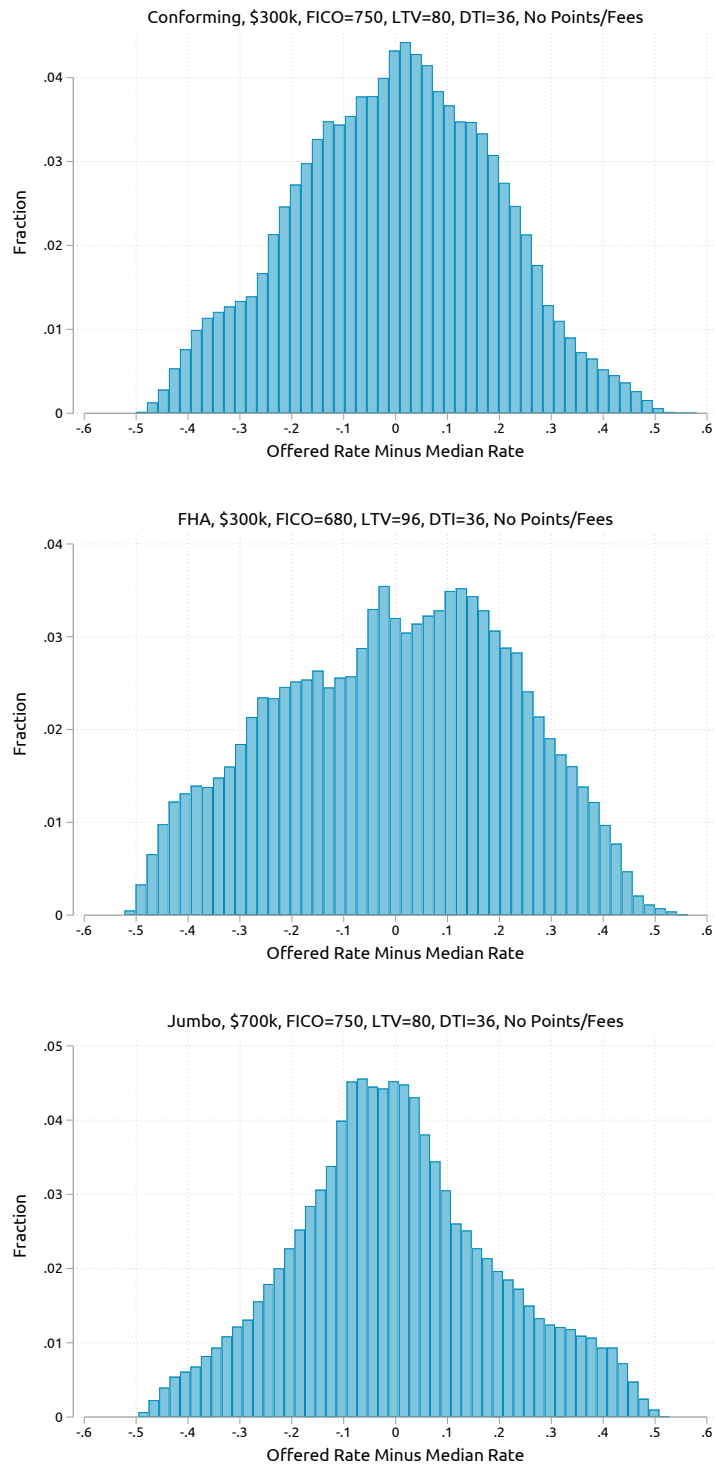 Conforming, $300k, FICO=750, LTV=80, DTI=36, No Points/Fees
.04
.03
.02
.01
0
Fraction
-.6 -.5 -.4 -.3 -.2 -.1 0 .1 .2 .3 .4 .5 .6
Offered Rate Minus Median Rate
FHA, $300k, FICO=680, LTV=96, DTI=36, No Points/Fees
.04
.03
.02
.01
0
Fraction
-.6 -.5 -.4 -.3 -.2 -.1 0 .1 .2 .3 .4 .5 .6
Offered Rate Minus Median Rate
Jumbo, $700k, FICO=750, LTV=80, DTI=36, No Points/Fees
.05
.04
.03
.02
.01
0
Fraction
-.6 -.5 -.4 -.3 -.2 -.1 0 .1 .2 .3 .4 .5 .6
Offered Rate Minus Median Rate